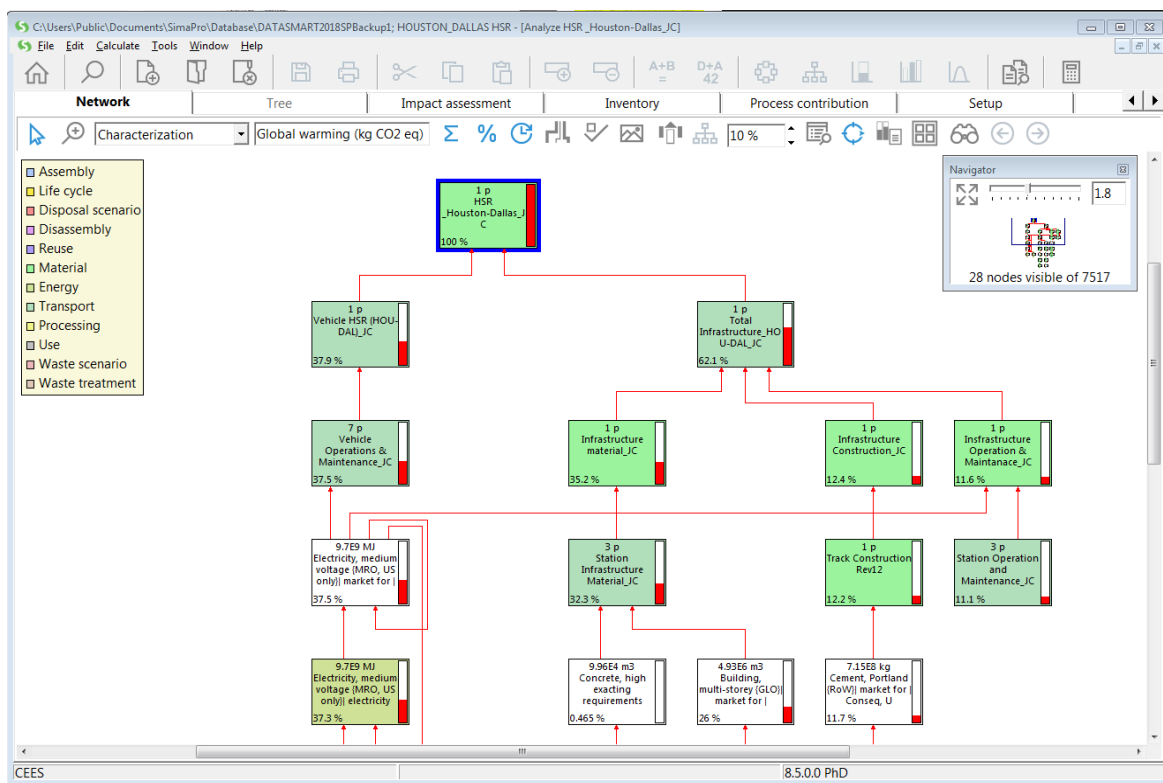 C:\Users\Public\Documents\SimaPro\Database\DATASMART2018SPBackup1; HOUSTON_DALLAS HSR - [Analyze HSR _Houston-Dallas_JC]
File Edit Calculate Tools Window Help
A+B
=
D+A
42
Network Tree Impact assessment Inventory Process contribution Setup
Characterization Global warming (kg CO2 eq) Σ % 10 %
Assembly
Life cycle
Disposal scenario
Disassembly
Reuse
Material
Energy
Transport
Processing
Use
Waste scenario
Waste treatment
Navigator
1.8
28 nodes visible of 7517
1 p
HSR
_Houston-Dallas_J
C
100 %
1 p
Vehicle HSR (HOU-
DAL)_JC
37.9 %
1 p
Total
Infrastructure_HO
U-DAL_JC
62.1 %
7 p
Vehicle
Operations &
Maintenance_JC
37.5 %
1 p
Infrastructure
material_JC
35.2 %
1 p
Infrastructure
Construction_JC
12.4 %
1 p
Insfrastructure
Operation &
Maintanace_JC
11.6 %
9.7E9 MJ
Electricity, medium
voltage {MRO, US
only}| market for |
37.5 %
3 p
Station
Infrastructure
Material_JC
32.3 %
1 p
Track Construction
Rev12
12.2 %
3 p
Station Operation
and
Maintenance_JC
11.1 %
9.7E9 MJ
Electricity, medium
voltage {MRO, US
only}| electricity
37.3 %
9.96E4 m3
Concrete, high
exacting
requirements
0.465 %
4.93E6 m3
Building,
multi-storey {GLO}|
market for |
26 %
7.15E8 kg
Cement, Portland
{RoW}| market for |
Conseq, U
11.7 %
CEES 8.5.0.0 PhD